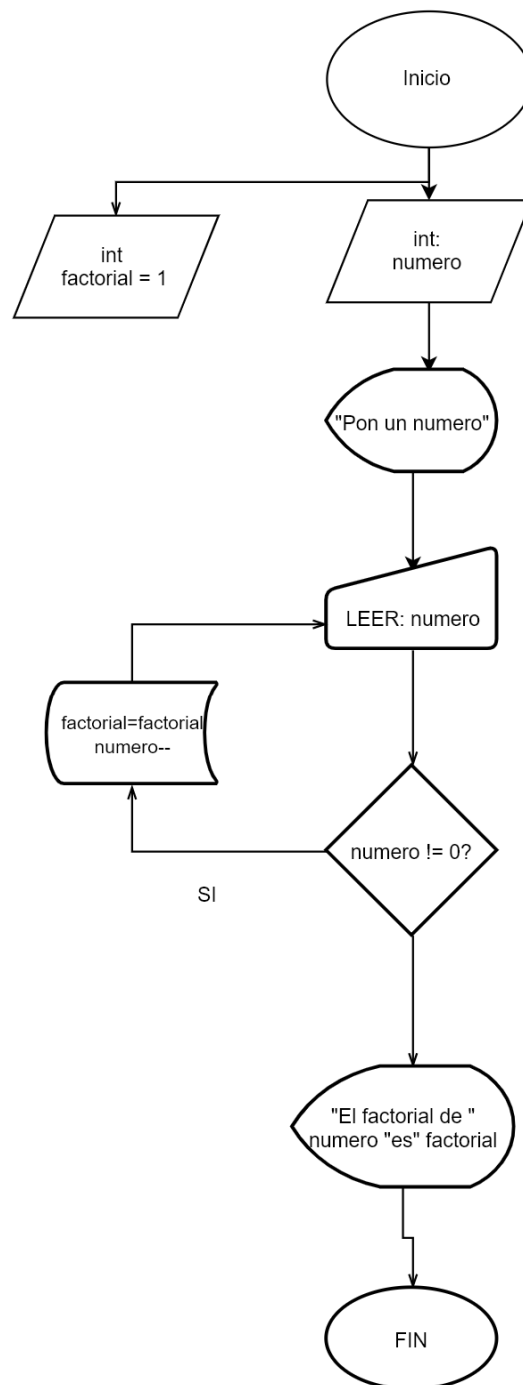 Inicio
int
factorial = 1
int:
numero
"Pon un numero"
LEER: numero
factorial=factorial
numero--
numero != 0?
SI
"El factorial de "
numero "es" factorial
FIN